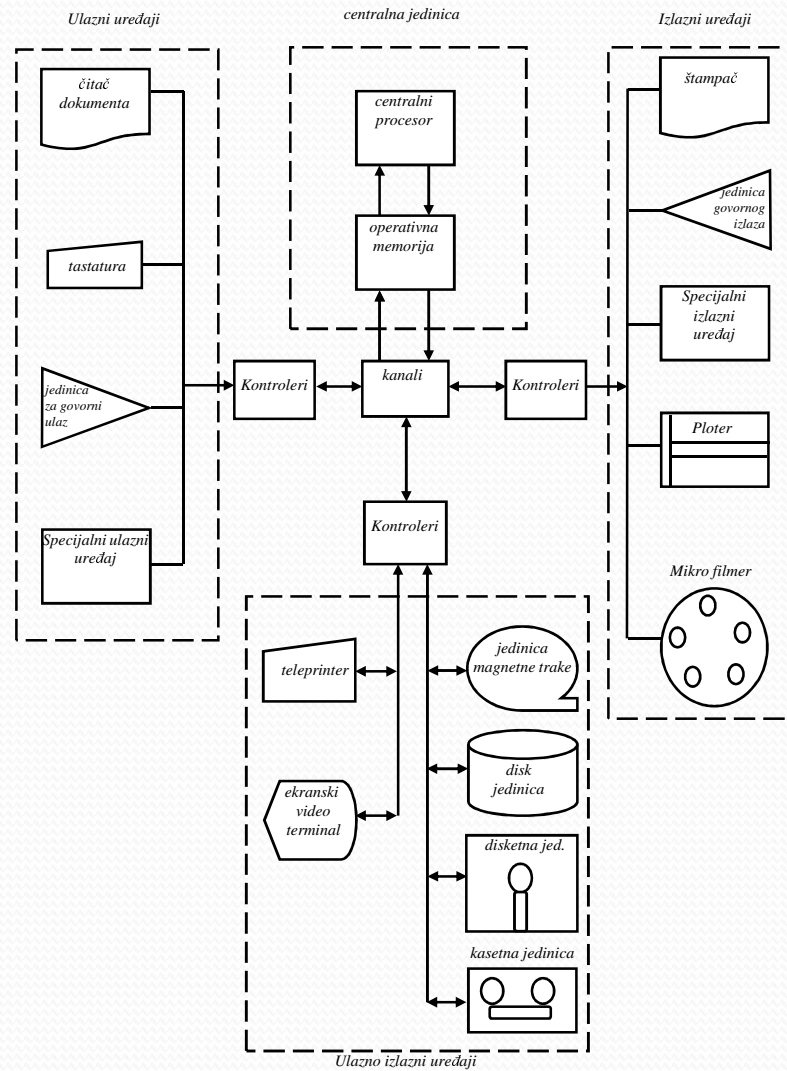 Ulazni uređaji
čitač
dokumenta
tastatura
jedinica
za govorni
ulaz
Specijalni ulazni
uređaj
centralna jedinica
centralni
procesor
operativna
memorija
Kontroleri
kanali
Kontroleri
Kontroleri
Izlazni uređaji
štampač
jedinica
govornog
izlaza
Specijalni
izlazni
uređaj
Ploter
Mikro filmer
teleprinter
ekranski
video
terminal
jedinica
magnetne trake
disk
jedinica
disketna jed.
kasetna jedinica
Ulazno izlazni uređaji